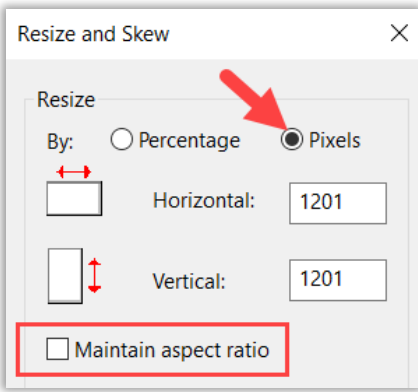 Resize and Skew
Resize
By: Percentage Pixels
Horizontal: 1201
Vertical: 1201
Maintain aspect ratio